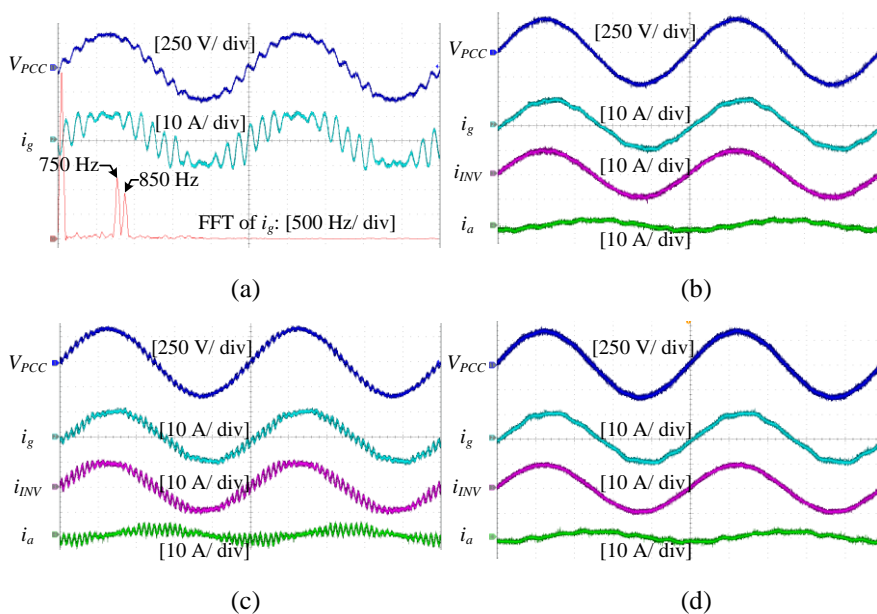 [250 V/ div]
V_PCC
[10 A/ div]
i_g
750 Hz
850 Hz
FFT of i_g: [500 Hz/ div]
(a)
[250 V/ div]
V_PCC
i_g
[10 A/ div]
i_INV
[10 A/ div]
i_a
[10 A/ div]
(b)
[250 V/ div]
V_PCC
i_g
[10 A/ div]
i_INV
[10 A/ div]
i_a
[10 A/ div]
(c)
[250 V/ div]
V_PCC
i_g
[10 A/ div]
i_INV
[10 A/ div]
i_a
[10 A/ div]
(d)